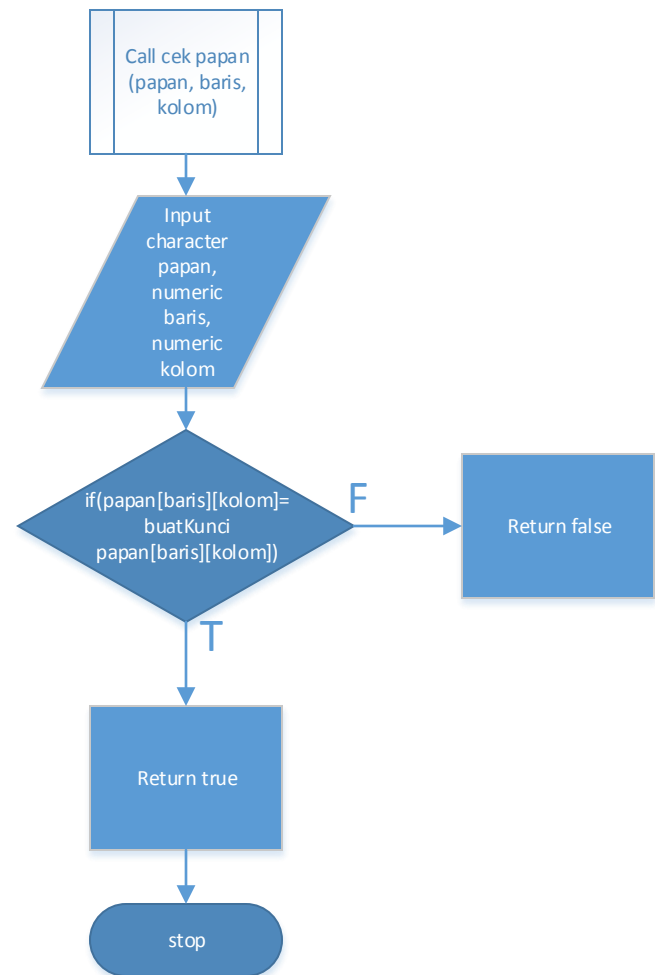 Call cek papan
(papan, baris,
kolom)
Input
character
papan,
numeric
baris,
numeric
kolom
if(papan[baris][kolom]=
buatKunci
papan[baris][kolom])
F
Return false
T
Return true
stop